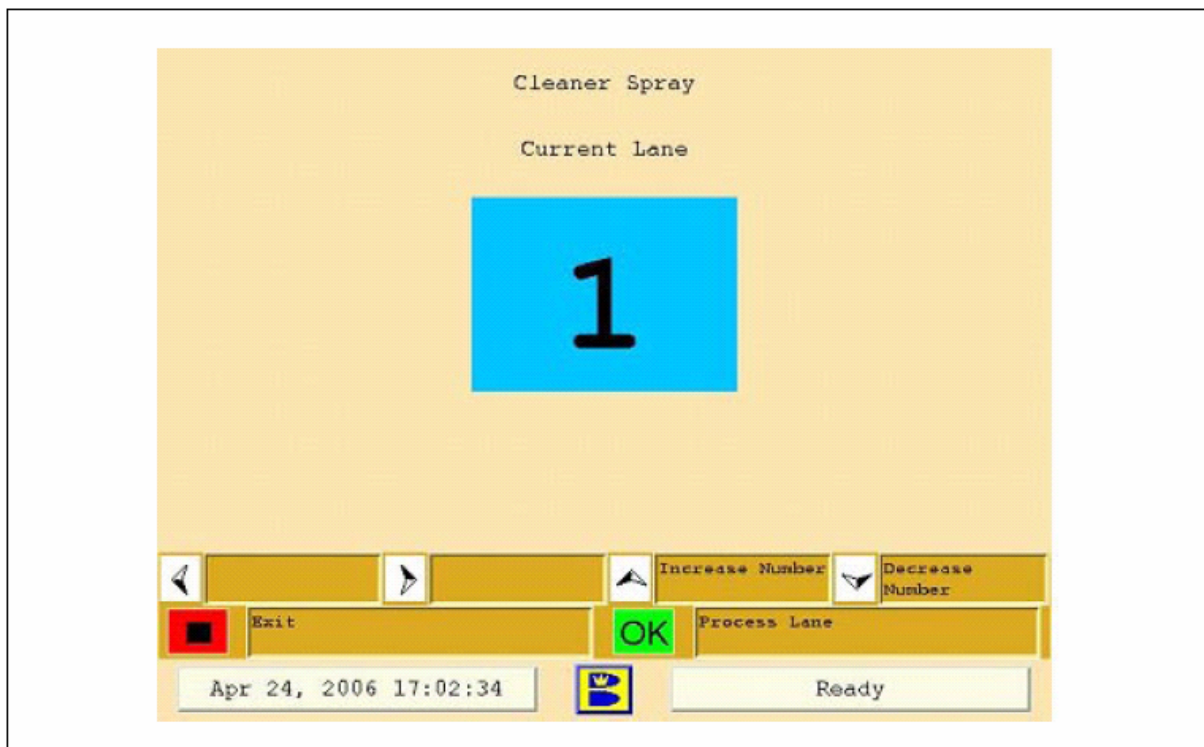 Cleaner Spray
Current Lane
1
Increase Number
Decrease
Number
Exit
OK
Process Lane
Apr 24, 2006 17:02:34
B
Ready